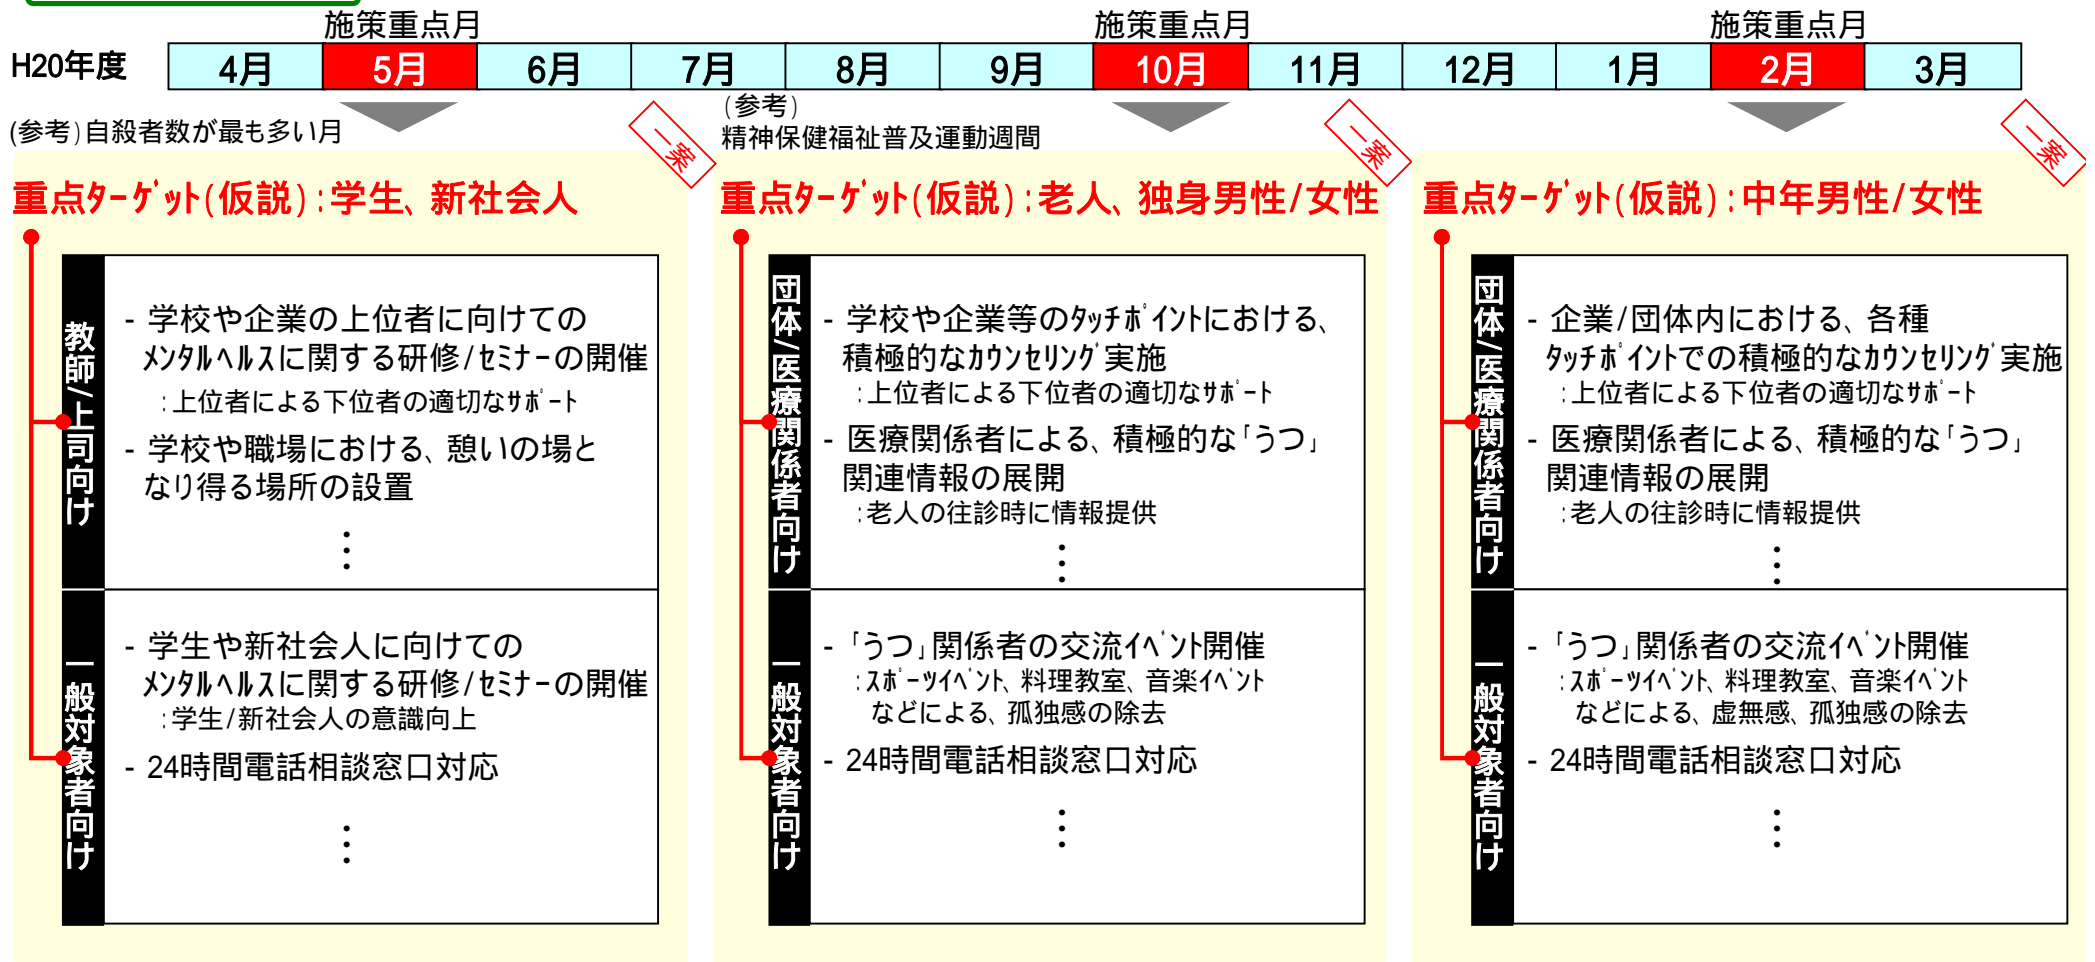 施策重点月 施策重点月 施策重点月
H20年度 4月 5月 6月 7月 8月 9月 10月 11月 12月 1月 2月 3月
(参考)自殺者数が最も多い月
(参考)
精神保健福祉普及運動週間
一案
一案
一案
重点ﾀｰｹﾞｯﾄ(仮説):学生、新社会人
教師/上司向け
- 学校や企業の上位者に向けての
ﾒﾝﾀﾙﾍﾙｽに関する研修/ｾﾐﾅｰの開催
:上位者による下位者の適切なｻﾎﾟｰﾄ
- 学校や職場における、憩いの場と
なり得る場所の設置
⋮
一般対象者向け
- 学生や新社会人に向けての
ﾒﾝﾀﾙﾍﾙｽに関する研修/ｾﾐﾅｰの開催
:学生/新社会人の意識向上
- 24時間電話相談窓口対応
⋮
重点ﾀｰｹﾞｯﾄ(仮説):老人、独身男性/女性
団体/医療関係者向け
- 学校や企業等のﾀｯﾁﾎﾟｲﾝﾄにおける、
積極的なｶｳﾝｾﾘﾝｸﾞ実施
:上位者による下位者の適切なｻﾎﾟｰﾄ
- 医療関係者による、積極的な｢うつ｣
関連情報の展開
:老人の往診時に情報提供
⋮
一般対象者向け
- ｢うつ｣関係者の交流ｲﾍﾞﾝﾄ開催
:ｽﾎﾟｰﾂｲﾍﾞﾝﾄ、料理教室、音楽ｲﾍﾞﾝﾄ
などによる、孤独感の除去
- 24時間電話相談窓口対応
⋮
重点ﾀｰｹﾞｯﾄ(仮説):中年男性/女性
団体/医療関係者向け
- 企業/団体内における、各種
ﾀｯﾁﾎﾟｲﾝﾄでの積極的なｶｳﾝｾﾘﾝｸﾞ実施
:上位者による下位者の適切なｻﾎﾟｰﾄ
- 医療関係者による、積極的な｢うつ｣
関連情報の展開
:老人の往診時に情報提供
⋮
一般対象者向け
- ｢うつ｣関係者の交流ｲﾍﾞﾝﾄ開催
:ｽﾎﾟｰﾂｲﾍﾞﾝﾄ、料理教室、音楽ｲﾍﾞﾝﾄ
などによる、虚無感、孤独感の除去
- 24時間電話相談窓口対応
⋮